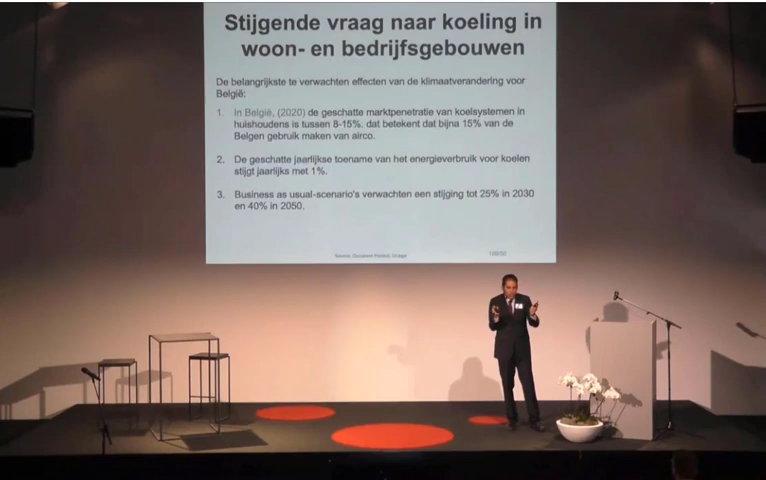 Stijgende vraag naar koeling in
woon- en bedrijfsgebouwen
De belangrijkste te verwachten effecten van de klimaatverandering voor
België:
1. In België, (2020) de geschatte marktpenetratie van koelsystemen in
huishoudens is tussen 8-15%. dat betekent dat bijna 15% van de
Belgen gebruik maken van airco.
2. De geschatte jaarlijkse toename van het energieverbruik voor koelen
stijgt jaarlijks met 1%.
3. Business as usual-scenario's verwachten een stijging tot 25% in 2030
en 40% in 2050.